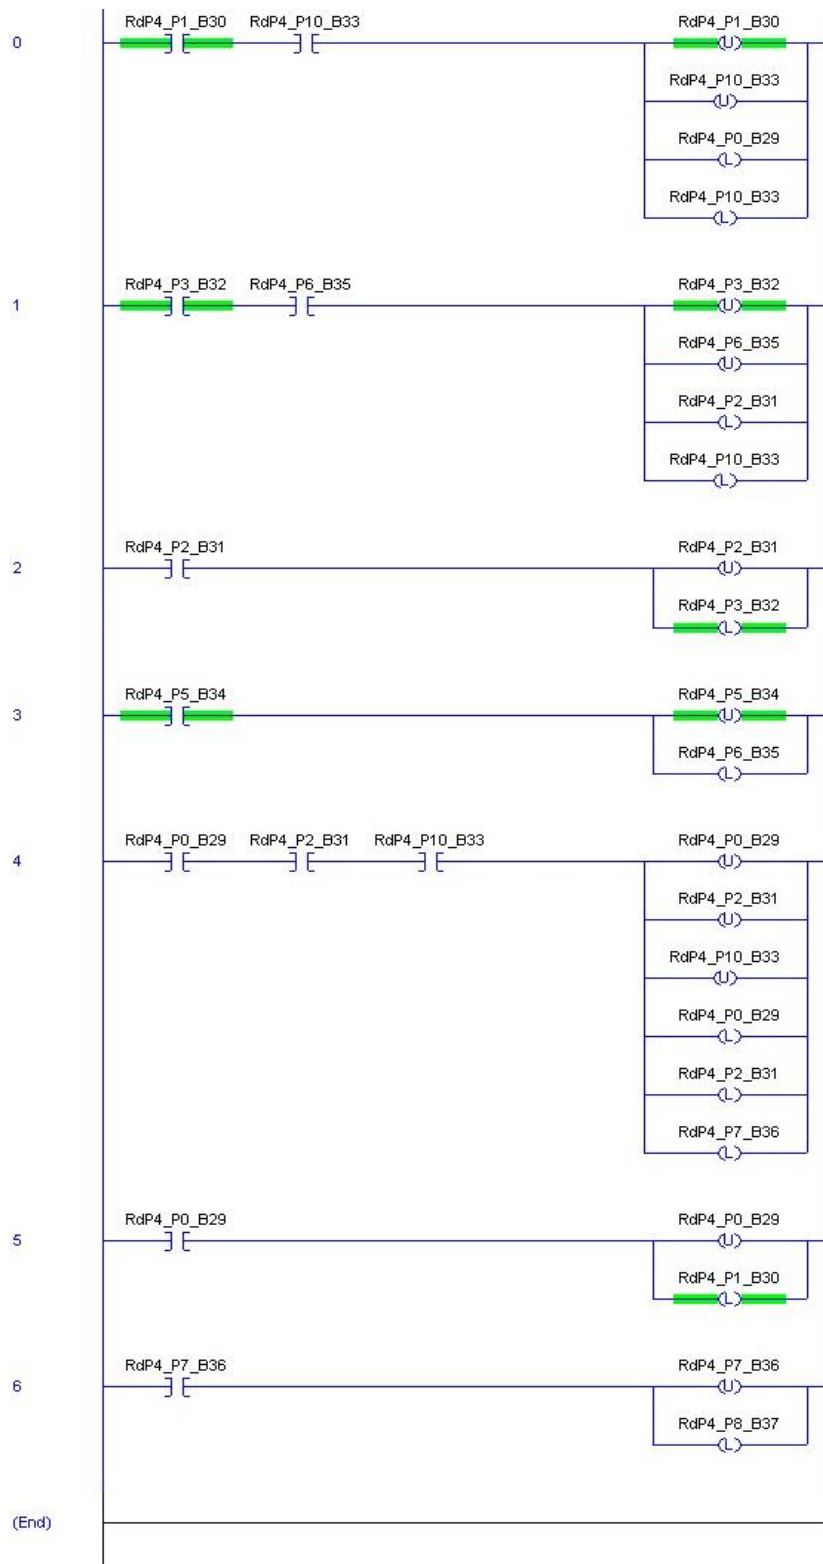 RdP4_P1_B30 RdP4_P10_B33 RdP4_P1_B30
0 U
RdP4_P10_B33
U
RdP4_P0_B29
L
RdP4_P10_B33
L
RdP4_P3_B32 RdP4_P6_B35 RdP4_P3_B32
1 U
RdP4_P6_B35
U
RdP4_P2_B31
L
RdP4_P10_B33
L
RdP4_P2_B31 RdP4_P2_B31
2 U
RdP4_P3_B32
L
RdP4_P5_B34 RdP4_P5_B34
3 U
RdP4_P6_B35
L
RdP4_P0_B29 RdP4_P2_B31 RdP4_P10_B33 RdP4_P0_B29
4 U
RdP4_P2_B31
U
RdP4_P10_B33
U
RdP4_P0_B29
L
RdP4_P2_B31
L
RdP4_P7_B36
L
RdP4_P0_B29 RdP4_P0_B29
5 U
RdP4_P1_B30
L
RdP4_P7_B36 RdP4_P7_B36
6 U
RdP4_P8_B37
L
(End)